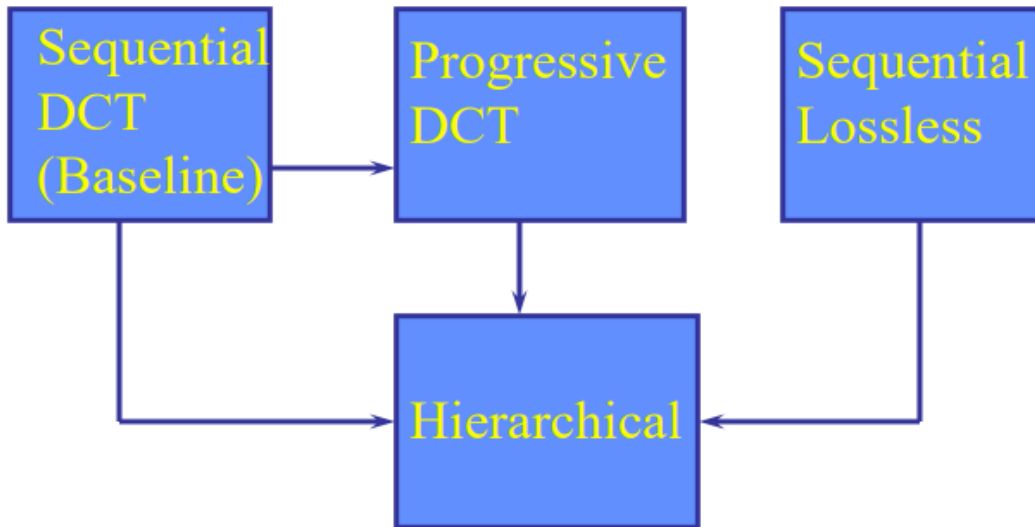 Sequential
DCT
(Baseline)
Progressive
DCT
Sequential
Lossless
Hierarchical